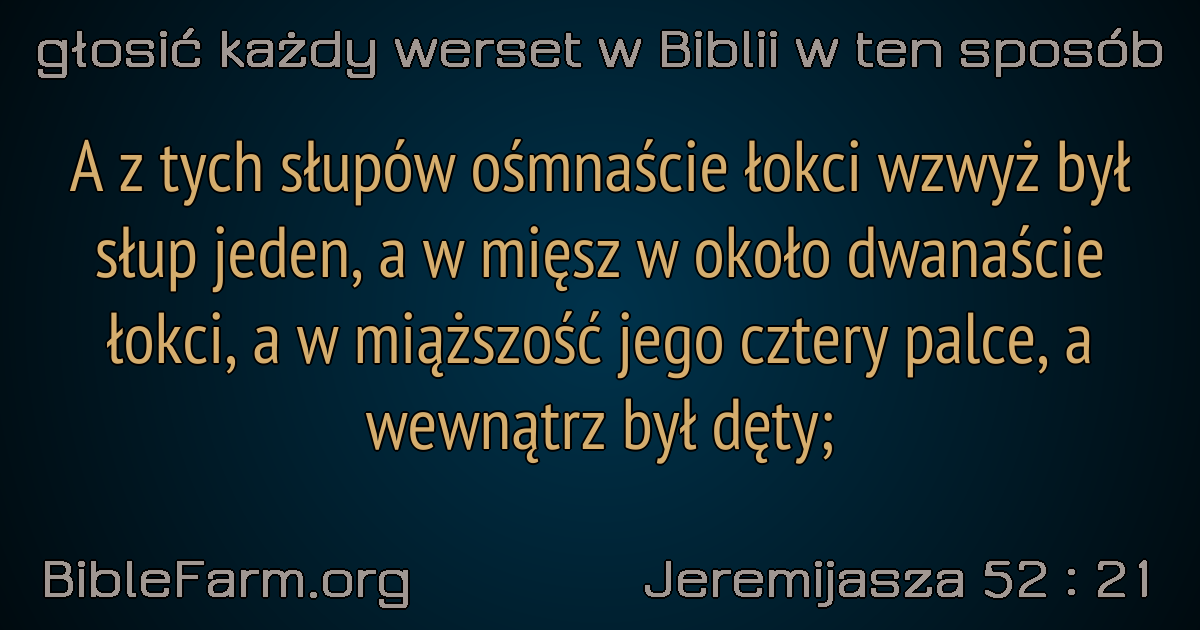 głosić każdy werset w Biblii w ten sposób
A z tych słupów ośmnaście łokci wzwyż był
słup jeden, a w mięsz w około dwanaście
łokci, a w miąższość jego cztery palce, a
wewnątrz był dęty;
BibleFarm.org
Jeremijasza 52 : 21